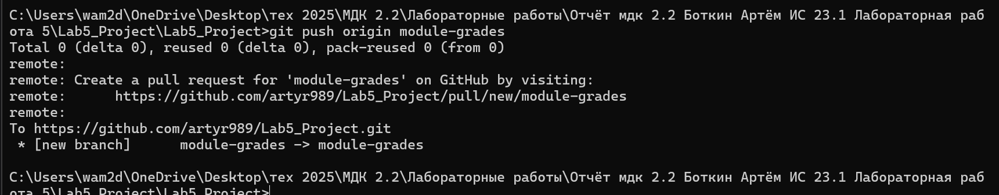 C:\Users\wam2d\OneDrive\Desktop\тех 2025\МДК 2.2\Лабораторные работы\Отчёт мдк 2.2 Боткин Артём ИС 23.1 Лабораторная раб
ота 5\Lab5_Project\Lab5_Project>git push origin module-grades
Total 0 (delta 0), reused 0 (delta 0), pack-reused 0 (from 0)
remote:
remote: Create a pull request for 'module-grades' on GitHub by visiting:
remote:      https://github.com/artyr989/Lab5_Project/pull/new/module-grades
remote:
To https://github.com/artyr989/Lab5_Project.git
 * [new branch]      module-grades -> module-grades
C:\Users\wam2d\OneDrive\Desktop\тех 2025\МДК 2.2\Лабораторные работы\Отчёт мдк 2.2 Боткин Артём ИС 23.1 Лабораторная раб
ота 5\Lab5_Project\Lab5_Project>